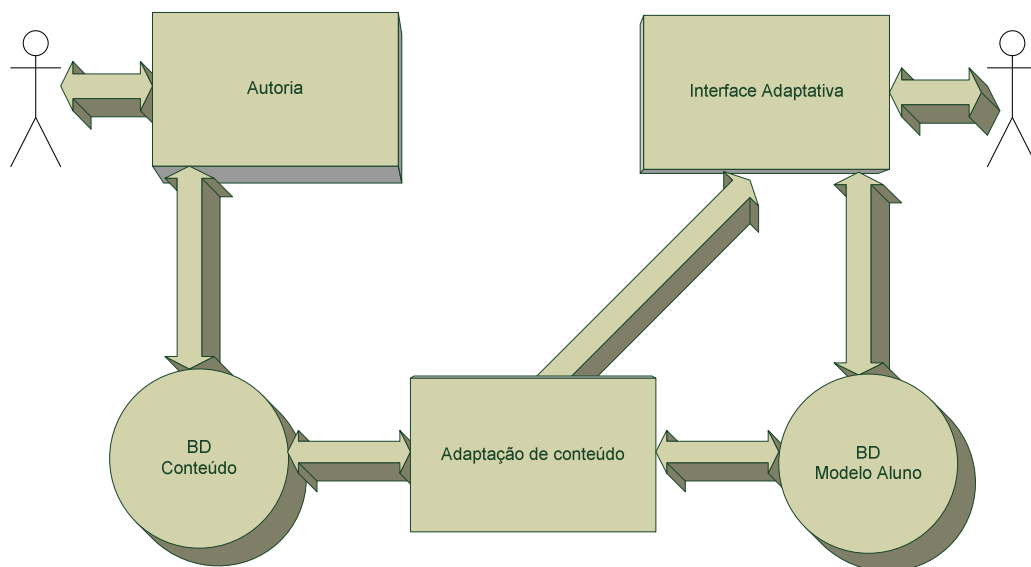 Autoria
Interface Adaptativa
BD
Conteúdo
Adaptação de conteúdo
BD
Modelo Aluno